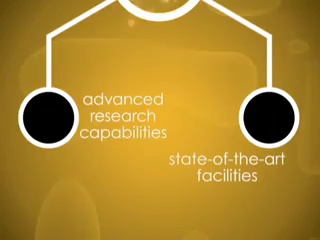 advanced
research
capabilities
state-of-the-art
facilities